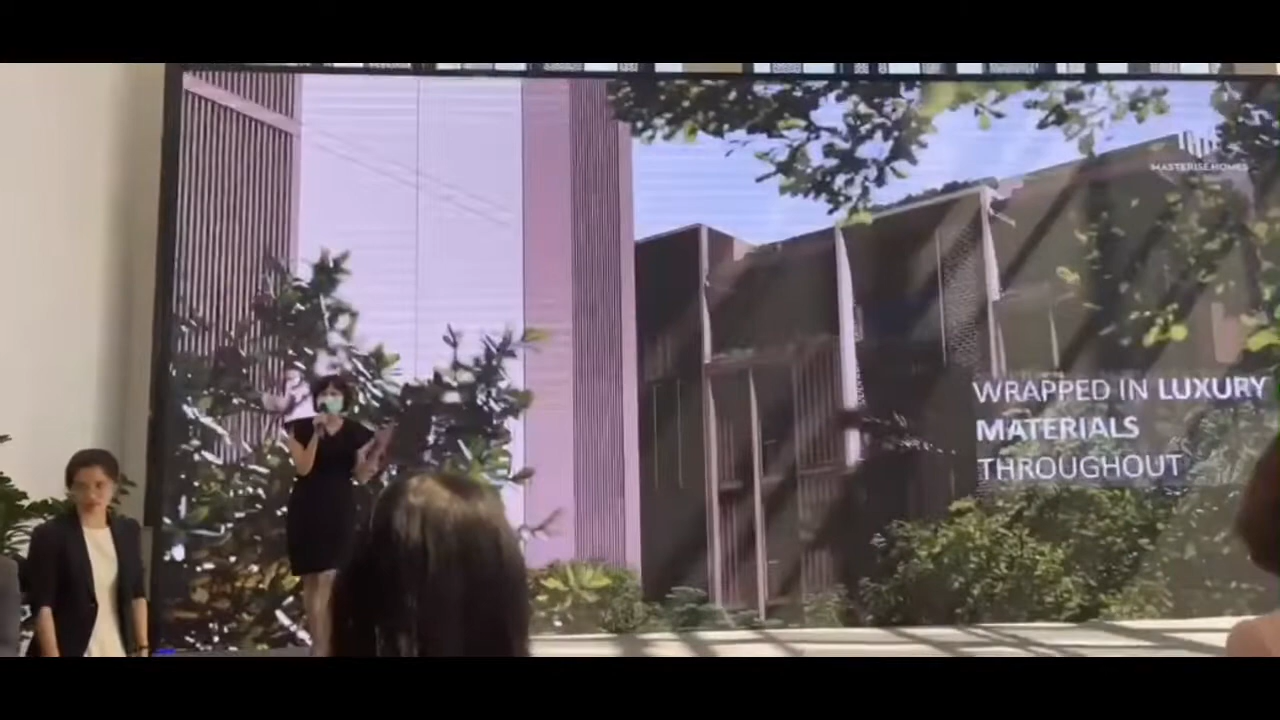 MASTERISE HOMES
WRAPPED IN LUXURY
MATERIALS
THROUGHOUT